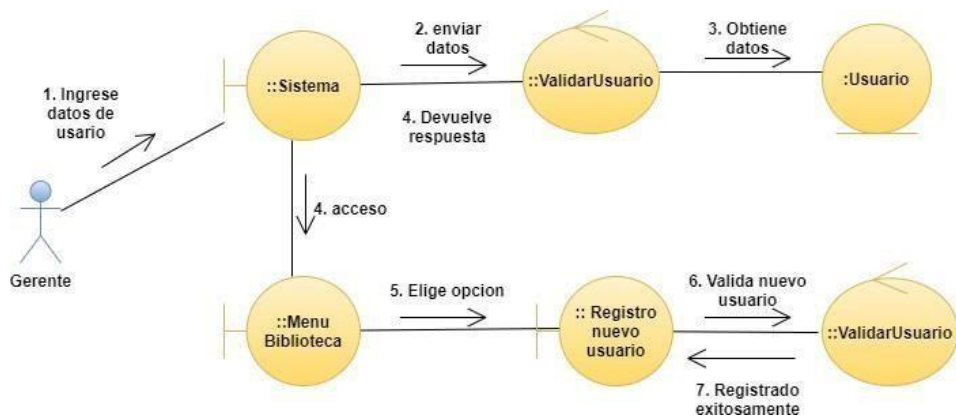 2. enviar
datos
3. Obtiene
datos
::Sistema
::ValidarUsuario
:Usuario
1. Ingrese
datos de
usario
4. Devuelve
respuesta
4. acceso
Gerente
5. Elige opcion
6. Valida nuevo
usuario
::Menu
Biblioteca
:: Registro
nuevo
usuario
::ValidarUsuario
7. Registrado
exitosamente